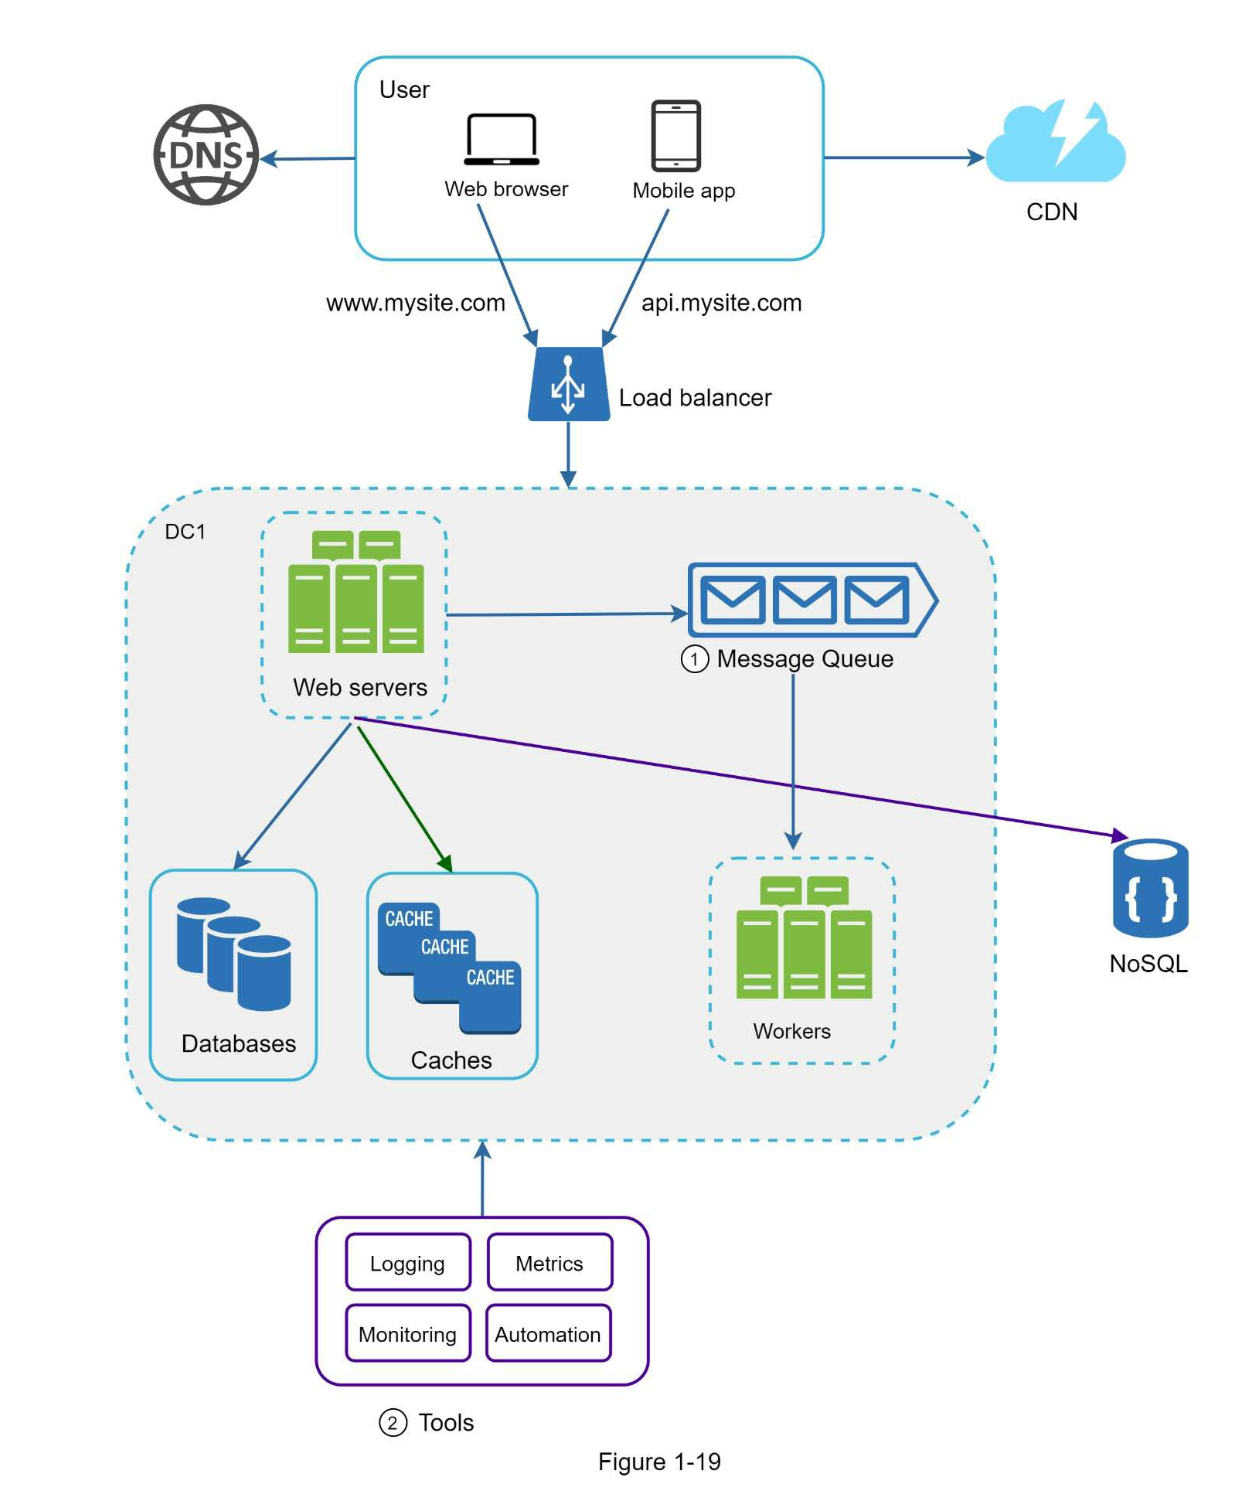 User
DNS
Web browser
Mobile app
CDN
www.mysite.com
api.mysite.com
Load balancer
DC1
Web servers
1 Message Queue
Databases
CACHE
CACHE
CACHE
Caches
Workers
{ }
NoSQL
Logging
Metrics
Monitoring
Automation
2 Tools
Figure 1-19